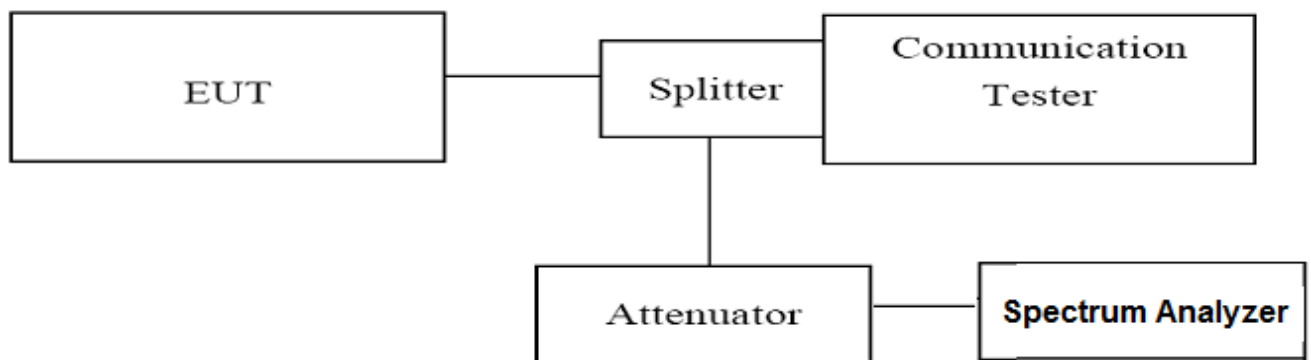 EUT
Splitter
Communication
Tester
Attenuator
Spectrum Analyzer